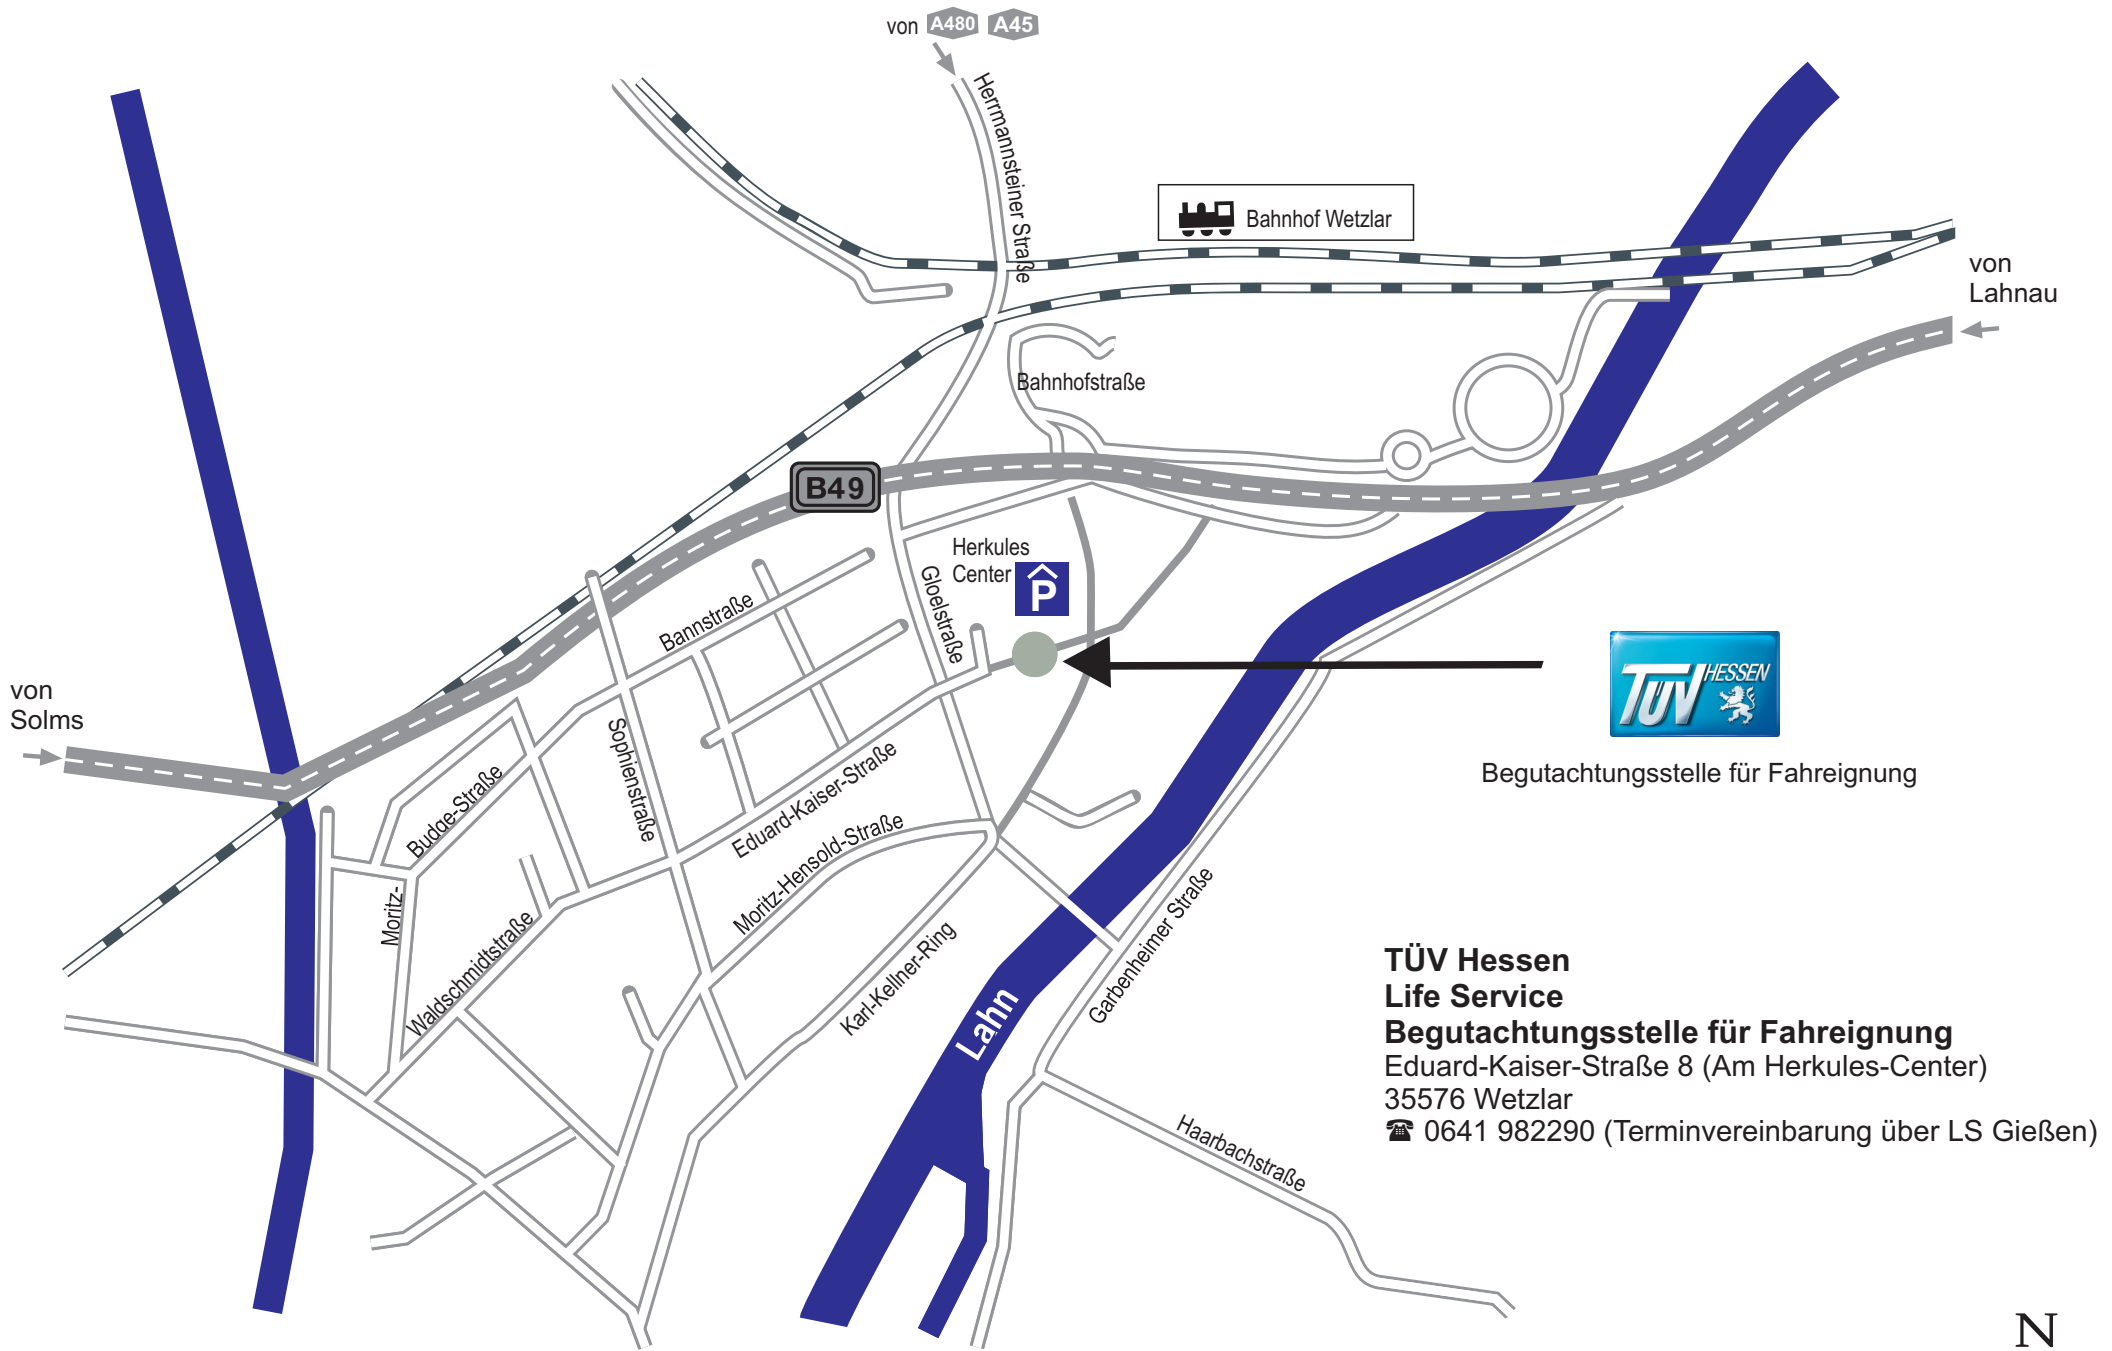 von A480 A45
Herrmannsteiner Straße
Bahnhof Wetzlar
von
Lahnau
Bahnhofstraße
B49
Herkules
Center
P
Gloelstraße
Bannstraße
TÜV HESSEN
Begutachtungsstelle für Fahreignung
von
Solms
Sophienstraße
Budge-Straße
Moritz-
Eduard-Kaiser-Straße
Moritz-Hensold-Straße
Waldschmidtstraße
Karl-Kellner-Ring
Garbenheimer Straße
Lahn
Haarbachstraße
TÜV Hessen
Life Service
Begutachtungsstelle für Fahreignung
Eduard-Kaiser-Straße 8 (Am Herkules-Center)
35576 Wetzlar
☎ 0641 982290 (Terminvereinbarung über LS Gießen)
N